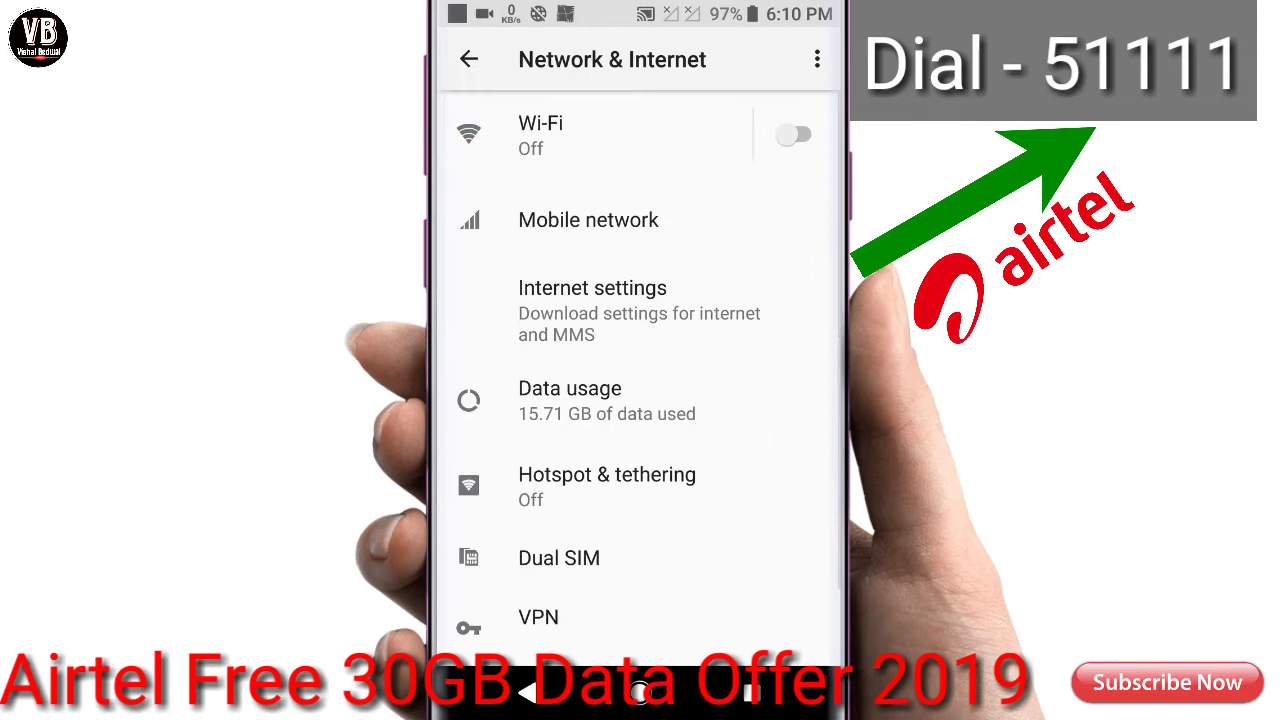 VB
Vishal Bediwal
0
KB/s
97%
6:10 PM
Network & Internet
Dial - 51111
Wi-Fi
Off
airtel
Mobile network
Internet settings
Download settings for internet
and MMS
Data usage
15.71 GB of data used
Hotspot & tethering
Off
Dual SIM
VPN
Airtel Free 30GB Data Offer 2019
Subscribe Now